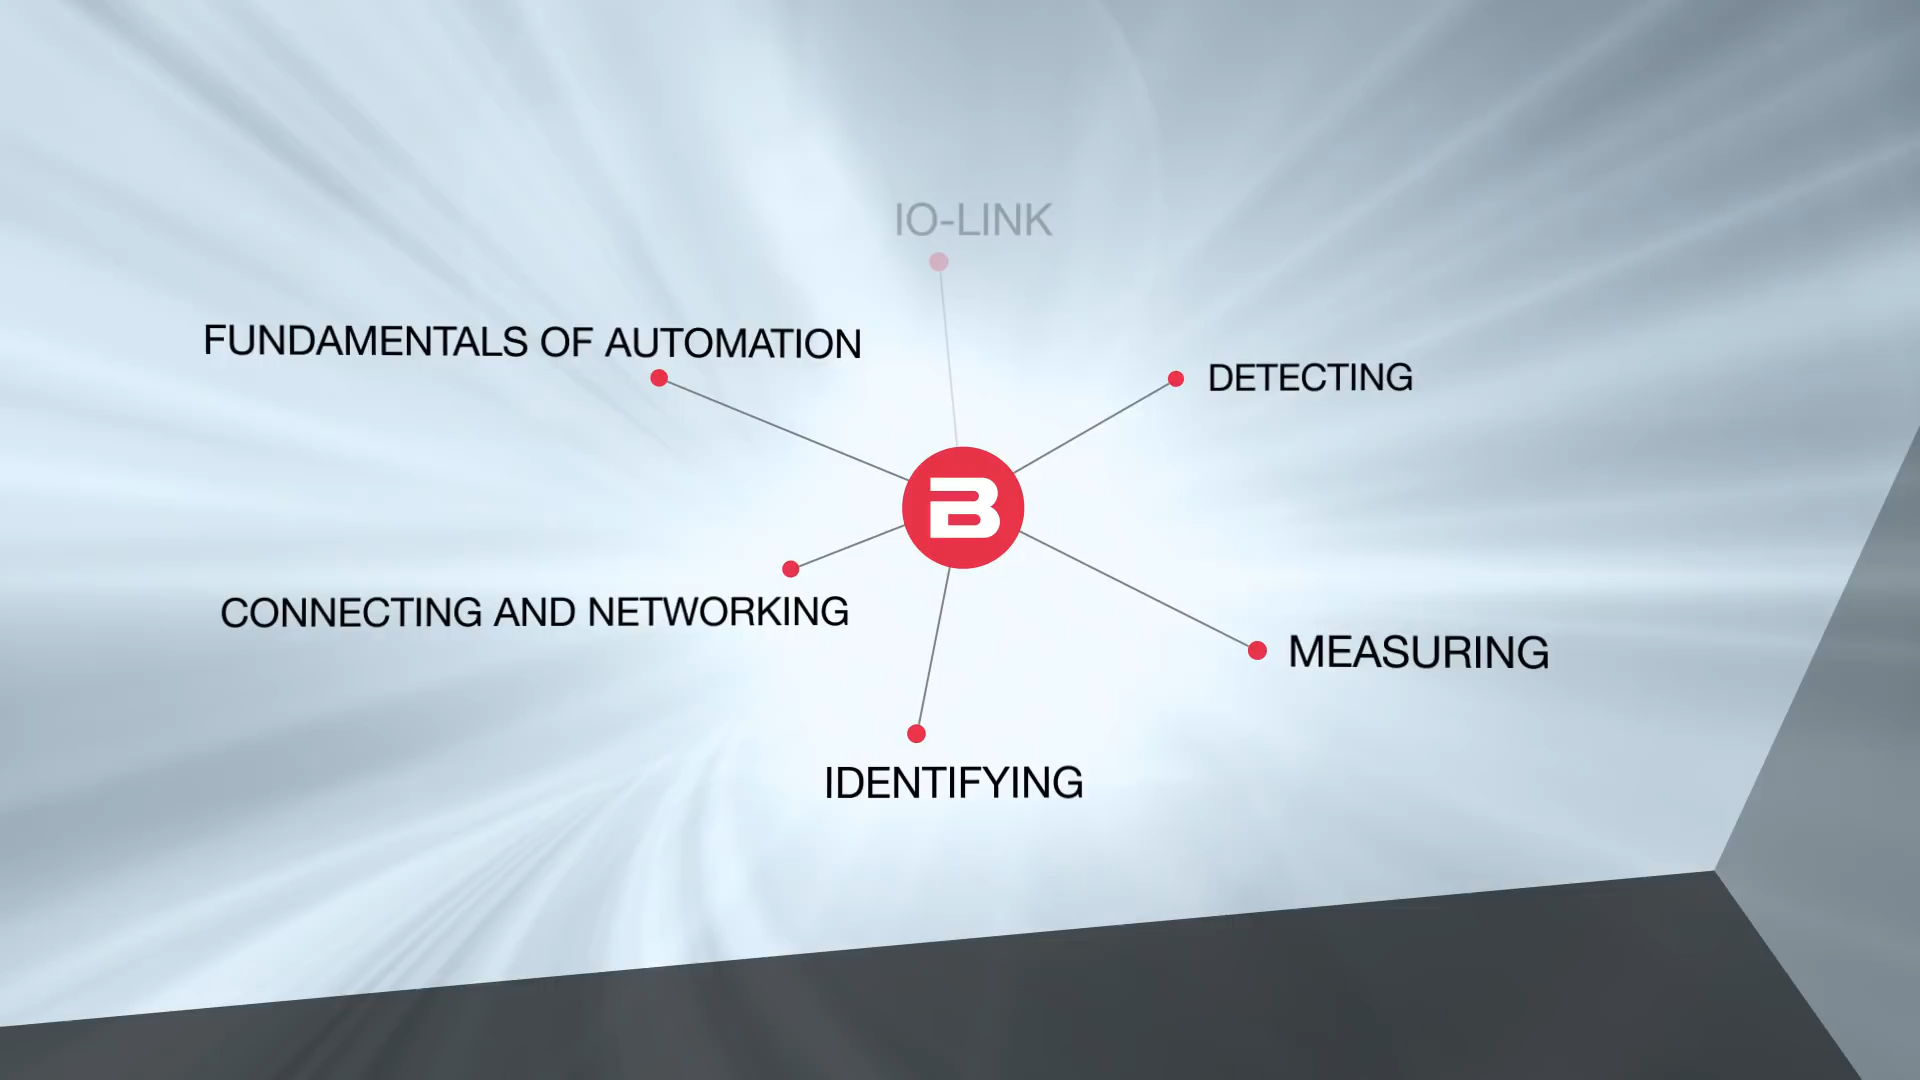 IO-LINK
FUNDAMENTALS OF AUTOMATION
DETECTING
B
CONNECTING AND NETWORKING
MEASURING
IDENTIFYING